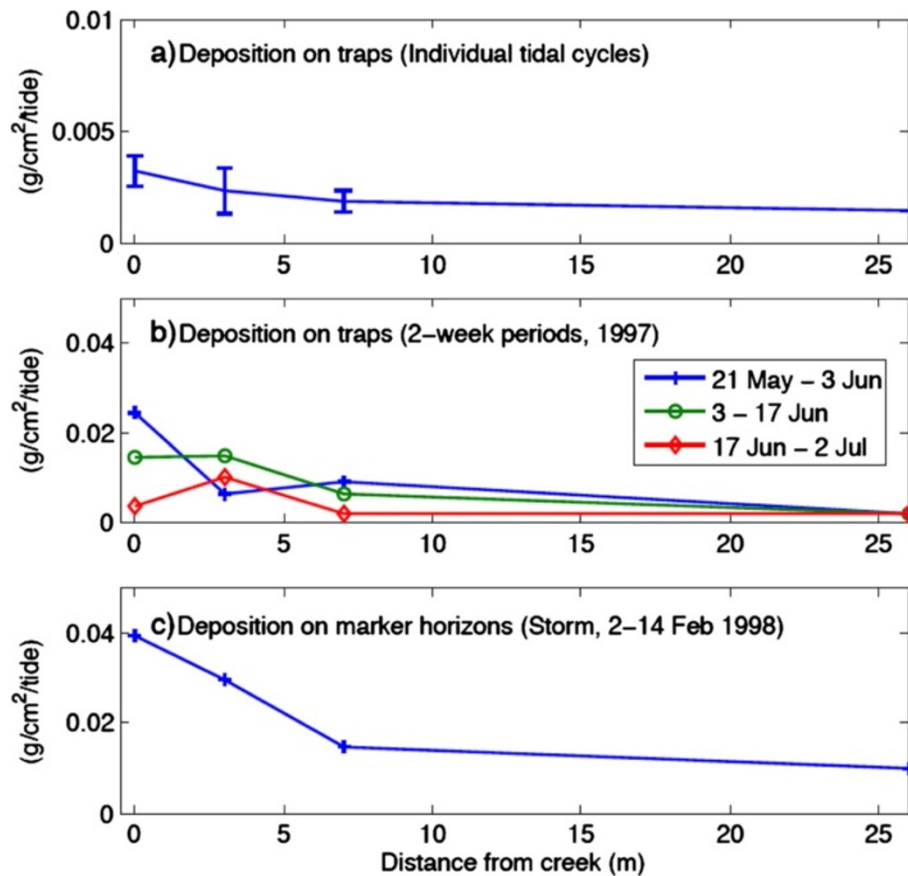 0.01
a) Deposition on traps (Individual tidal cycles)
0.005
(g/cm²/tide)
0
0 5 10 15 20 25
b) Deposition on traps (2-week periods, 1997)
0.04
21 May - 3 Jun
3 - 17 Jun
17 Jun - 2 Jul
0.02
(g/cm²/tide)
0
0 5 10 15 20 25
c) Deposition on marker horizons (Storm, 2-14 Feb 1998)
0.04
0.02
(g/cm²/tide)
0
0 5 10 15 20 25
Distance from creek (m)